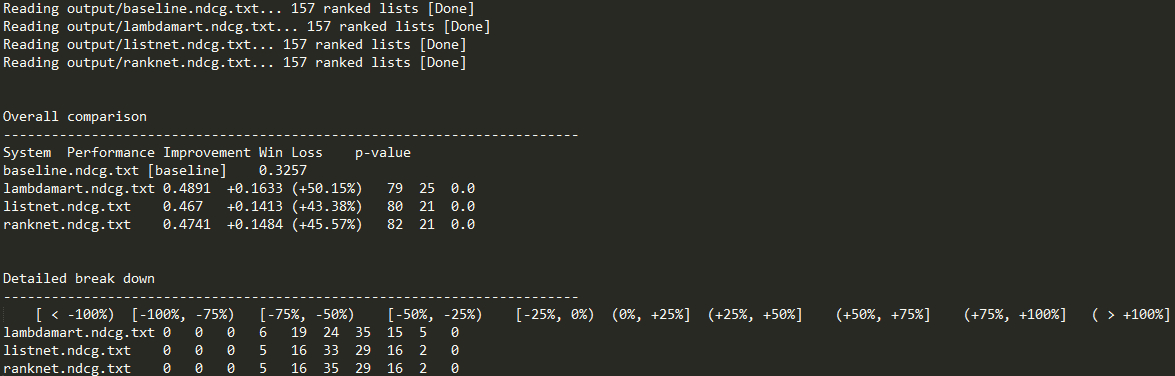 Reading output/baseline.ndcg.txt... 157 ranked lists [Done]
Reading output/lambdamart.ndcg.txt... 157 ranked lists [Done]
Reading output/listnet.ndcg.txt... 157 ranked lists [Done]
Reading output/ranknet.ndcg.txt... 157 ranked lists [Done]
Overall comparison
------------------------------------------------------------------------
System  Performance Improvement Win Loss    p-value
baseline.ndcg.txt [baseline]    0.3257
lambdamart.ndcg.txt 0.4891  +0.1633 (+50.15%)   79  25  0.0
listnet.ndcg.txt    0.467   +0.1413 (+43.38%)   80  21  0.0
ranknet.ndcg.txt    0.4741  +0.1484 (+45.57%)   82  21  0.0
Detailed break down
------------------------------------------------------------------------
    [ < -100%)  [-100%, -75%)   [-75%, -50%)    [-50%, -25%)    [-25%, 0%)  (0%, +25%]  (+25%, +50%]    (+50%, +75%]    (+75%, +100%]   ( > +100%]
lambdamart.ndcg.txt 0   0   0   6   19  24  35  15  5   0
listnet.ndcg.txt    0   0   0   5   16  33  29  16  2   0
ranknet.ndcg.txt    0   0   0   5   16  35  29  16  2   0